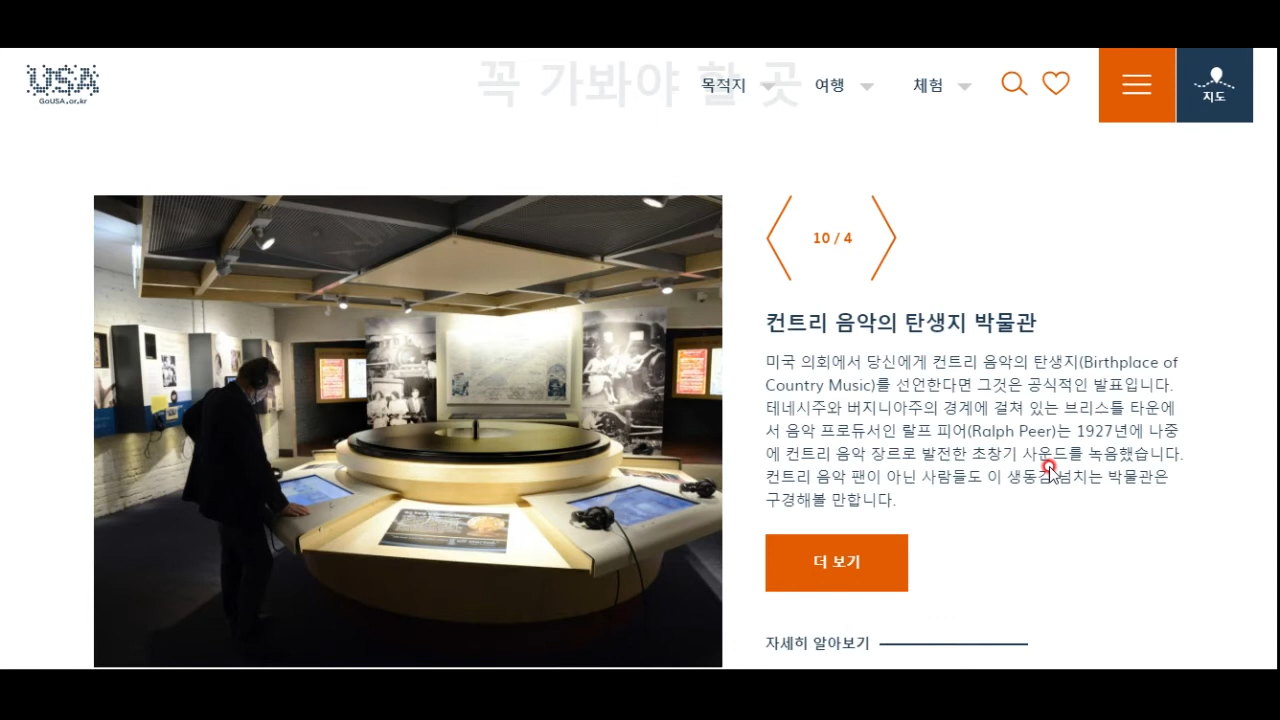 USA
GoUSA.or.kr
꼭 가봐야 할 곳
목적지
여행
체험
지도
10 / 4
컨트리 음악의 탄생지 박물관
미국 의회에서 당신에게 컨트리 음악의 탄생지(Birthplace of
Country Music)를 선언한다면 그것은 공식적인 발표입니다.
테네시주와 버지니아주의 경계에 걸쳐 있는 브리스틀 타운에
서 음악 프로듀서인 랄프 피어(Ralph Peer)는 1927년에 나중
에 컨트리 음악 장르로 발전한 초창기 사운드를 녹음했습니다.
컨트리 음악 팬이 아닌 사람들도 이 생동감 넘치는 박물관은
구경해볼 만합니다.
더 보기
자세히 알아보기